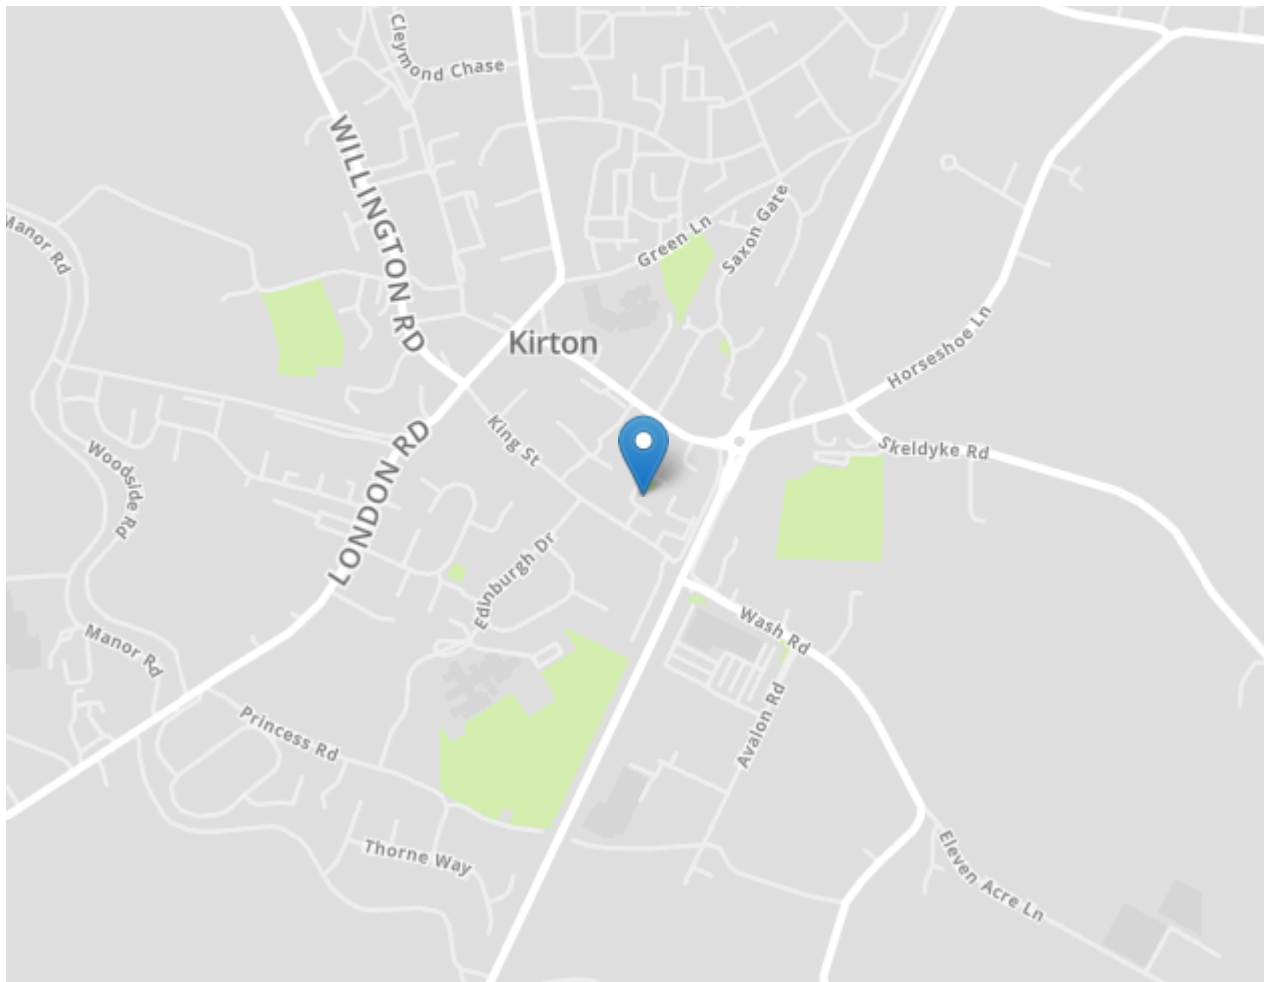 Cleymond Chase
WILLINGTON RD
Manor Rd
Green Ln
Saxon Gate
Kirton
Horseshoe Ln
King St
LONDON RD
Skeldyke Rd
Woodside Rd
Edinburgh Dr
Wash Rd
Manor Rd
Princess Rd
Avalon Rd
Thorne Way
Eleven Acre Ln